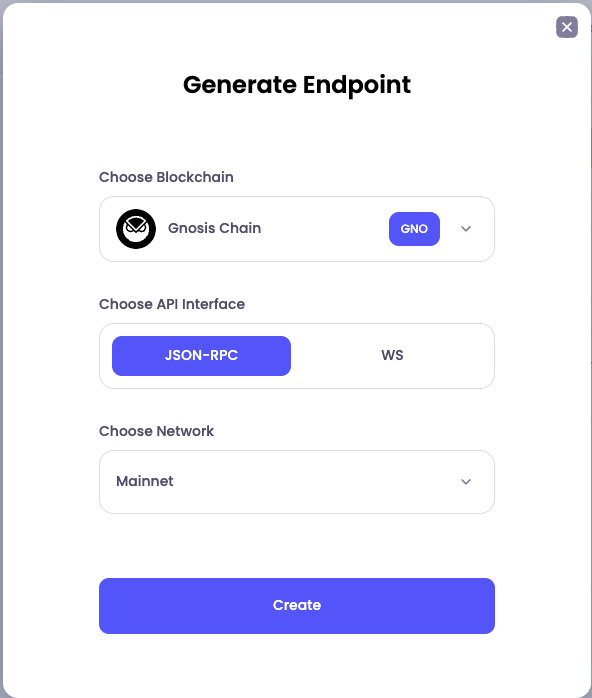 Generate Endpoint
Choose Blockchain
Gnosis Chain GNO
Choose API Interface
JSON-RPC WS
Choose Network
Mainnet
Create